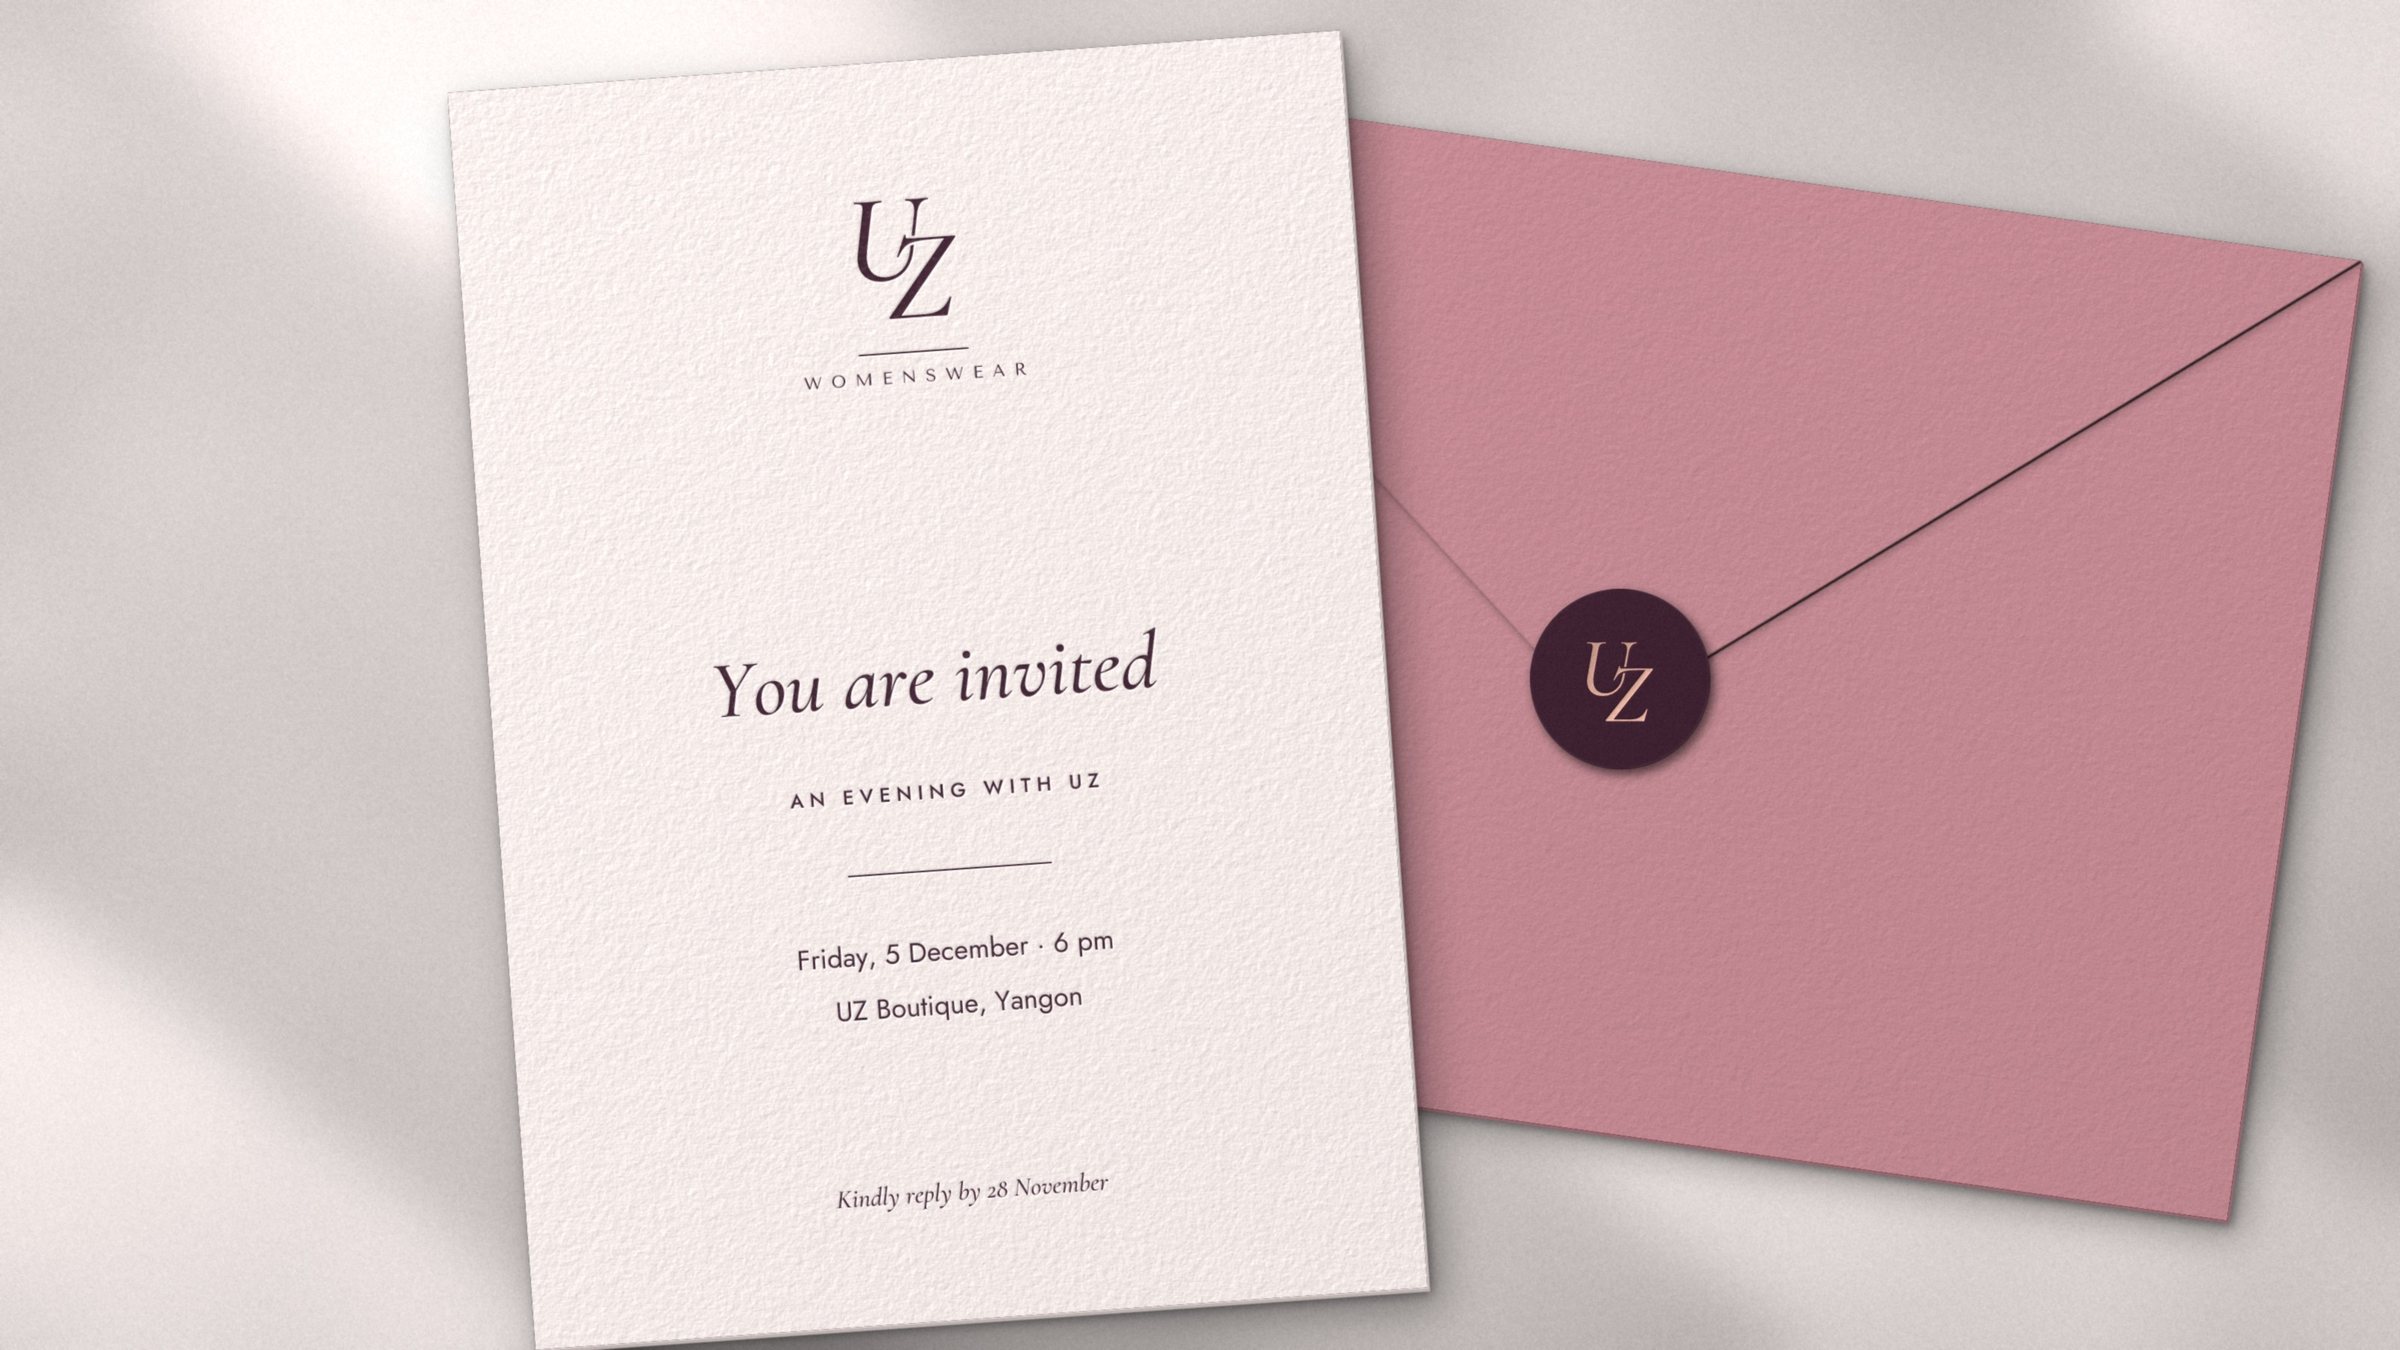 UZ
WOMENSWEAR
You are invited
AN EVENING WITH UZ
Friday, 5 December · 6 pm
UZ Boutique, Yangon
Kindly reply by 28 November
UZ